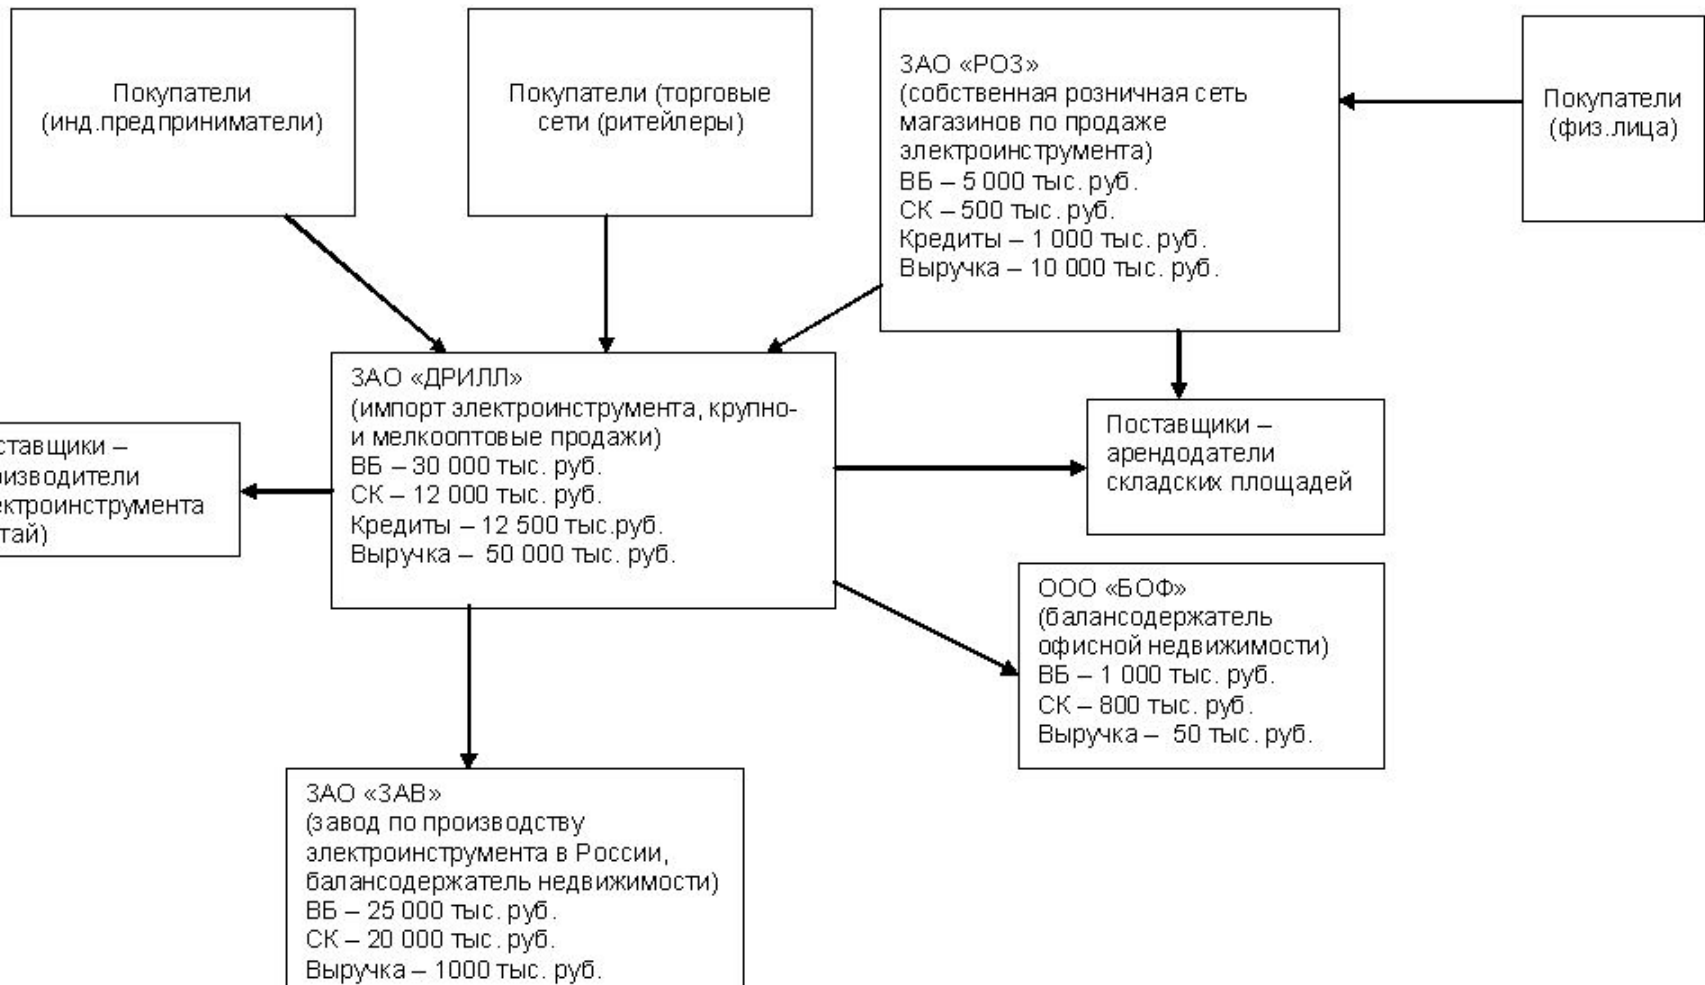 Покупатели
(инд.предприниматели)
Покупатели (торговые
сети (ритейлеры)
ЗАО «РОЗ»
(собственная розничная сеть
магазинов по продаже
электроинструмента)
ВБ – 5 000 тыс. руб.
СК – 500 тыс. руб.
Кредиты – 1 000 тыс. руб.
Выручка – 10 000 тыс. руб.
Покупатели
(физ.лица)
ЗАО «ДРИЛЛ»
(импорт электроинструмента, крупно-
и мелкооптовые продажи)
ВБ – 30 000 тыс. руб.
СК – 12 000 тыс. руб.
Кредиты – 12 500 тыс.руб.
Выручка – 50 000 тыс. руб.
ставщики –
оизводители
ектроинструмента
тай)
Поставщики –
арендодатели
складских площадей
ООО «БОФ»
(балансодержатель
офисной недвижимости)
ВБ – 1 000 тыс. руб.
СК – 800 тыс. руб.
Выручка – 50 тыс. руб.
ЗАО «ЗАВ»
(завод по производству
электроинструмента в России,
балансодержатель недвижимости)
ВБ – 25 000 тыс. руб.
СК – 20 000 тыс. руб.
Выручка – 1000 тыс. руб.